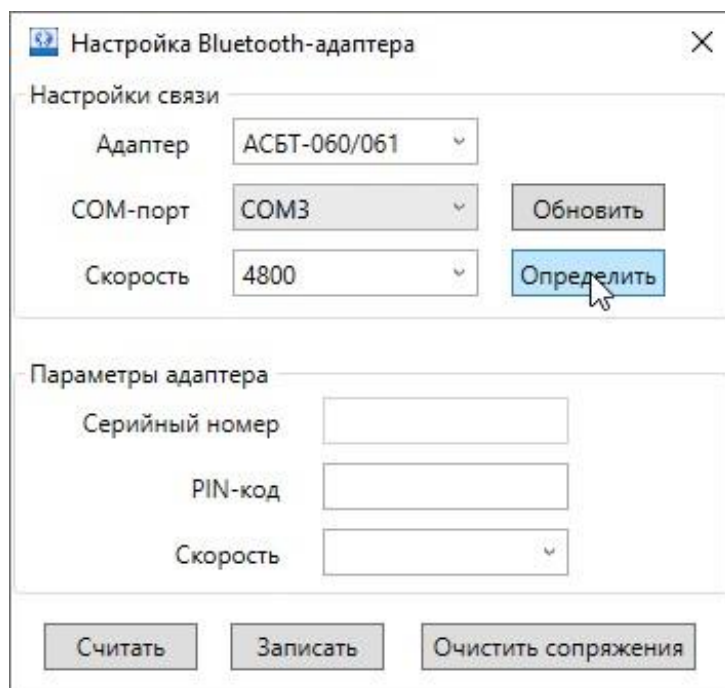 Настройка Bluetooth-адаптера
Настройки связи
Адаптер АСБТ-060/061
COM-порт COM3 Обновить
Скорость 4800 Определить
Параметры адаптера
Серийный номер
PIN-код
Скорость
Считать Записать Очистить сопряжения